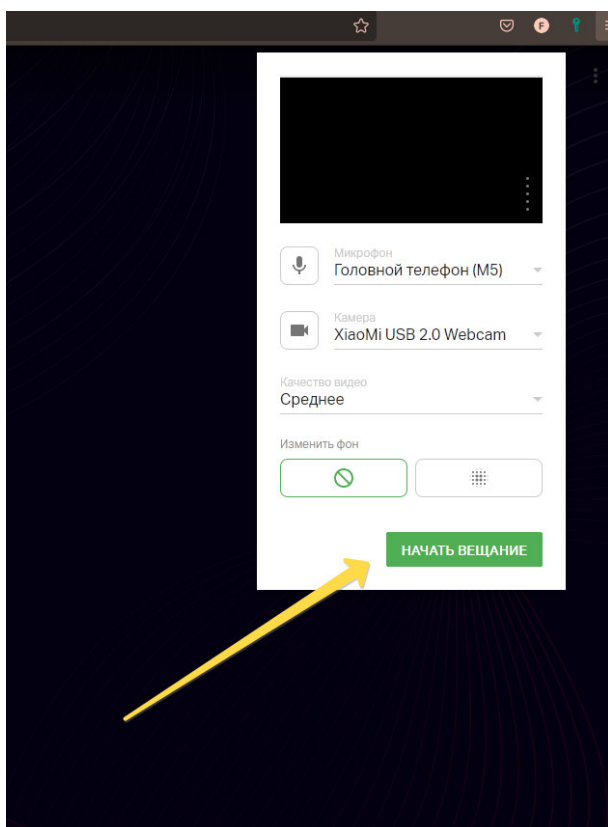 F
Микрофон
Головной телефон (M5)
Камера
XiaoMi USB 2.0 Webcam
Качество видео
Среднее
Изменить фон
НАЧАТЬ ВЕЩАНИЕ